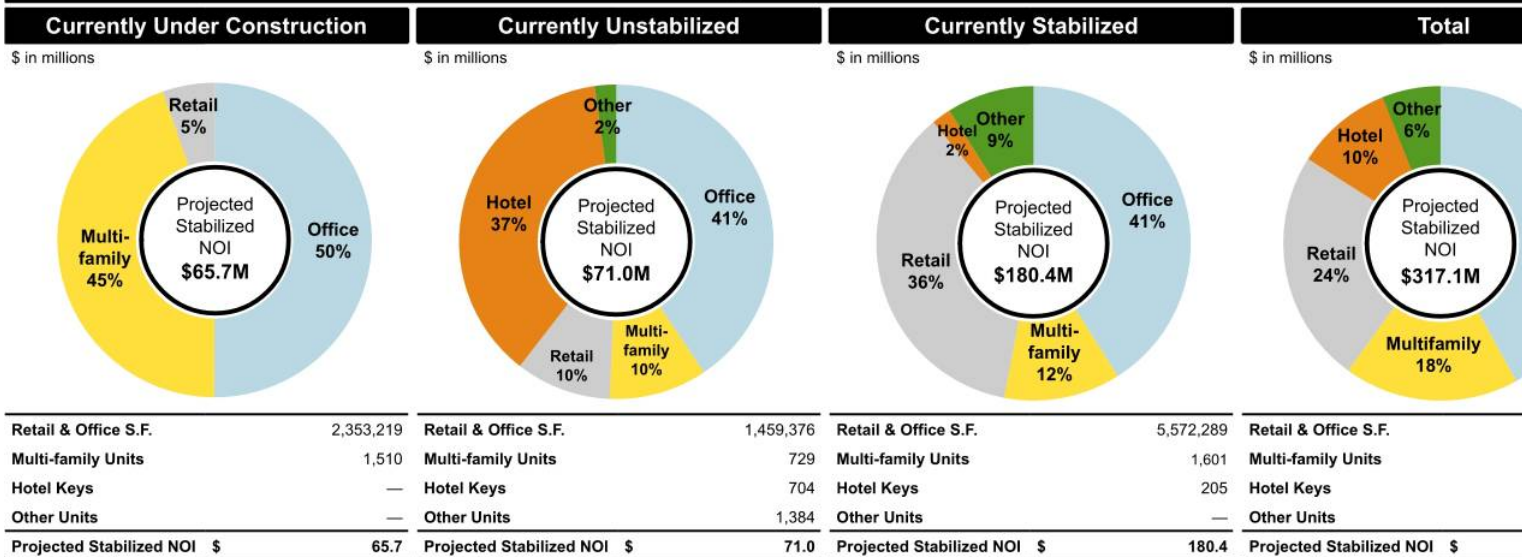 Currently Under Construction
$ in millions
Retail
5%
Multi-
family
45%
Office
50%
Projected
Stabilized
NOI
$65.7M
Retail & Office S.F. 2,353,219
Multi-family Units 1,510
Hotel Keys —
Other Units —
Projected Stabilized NOI $ 65.7
Currently Unstabilized
$ in millions
Other
2%
Hotel
37%
Office
41%
Projected
Stabilized
NOI
$71.0M
Retail
10%
Multi-
family
10%
Retail & Office S.F. 1,459,376
Multi-family Units 729
Hotel Keys 704
Other Units 1,384
Projected Stabilized NOI $ 71.0
Currently Stabilized
$ in millions
Hotel
2%
Other
9%
Office
41%
Retail
36%
Projected
Stabilized
NOI
$180.4M
Multi-
family
12%
Retail & Office S.F. 5,572,289
Multi-family Units 1,601
Hotel Keys 205
Other Units —
Projected Stabilized NOI $ 180.4
Total
$ in millions
Other
6%
Hotel
10%
Retail
24%
Projected
Stabilized
NOI
$317.1M
Multifamily
18%
Retail & Office S.F.
Multi-family Units
Hotel Keys
Other Units
Projected Stabilized NOI $